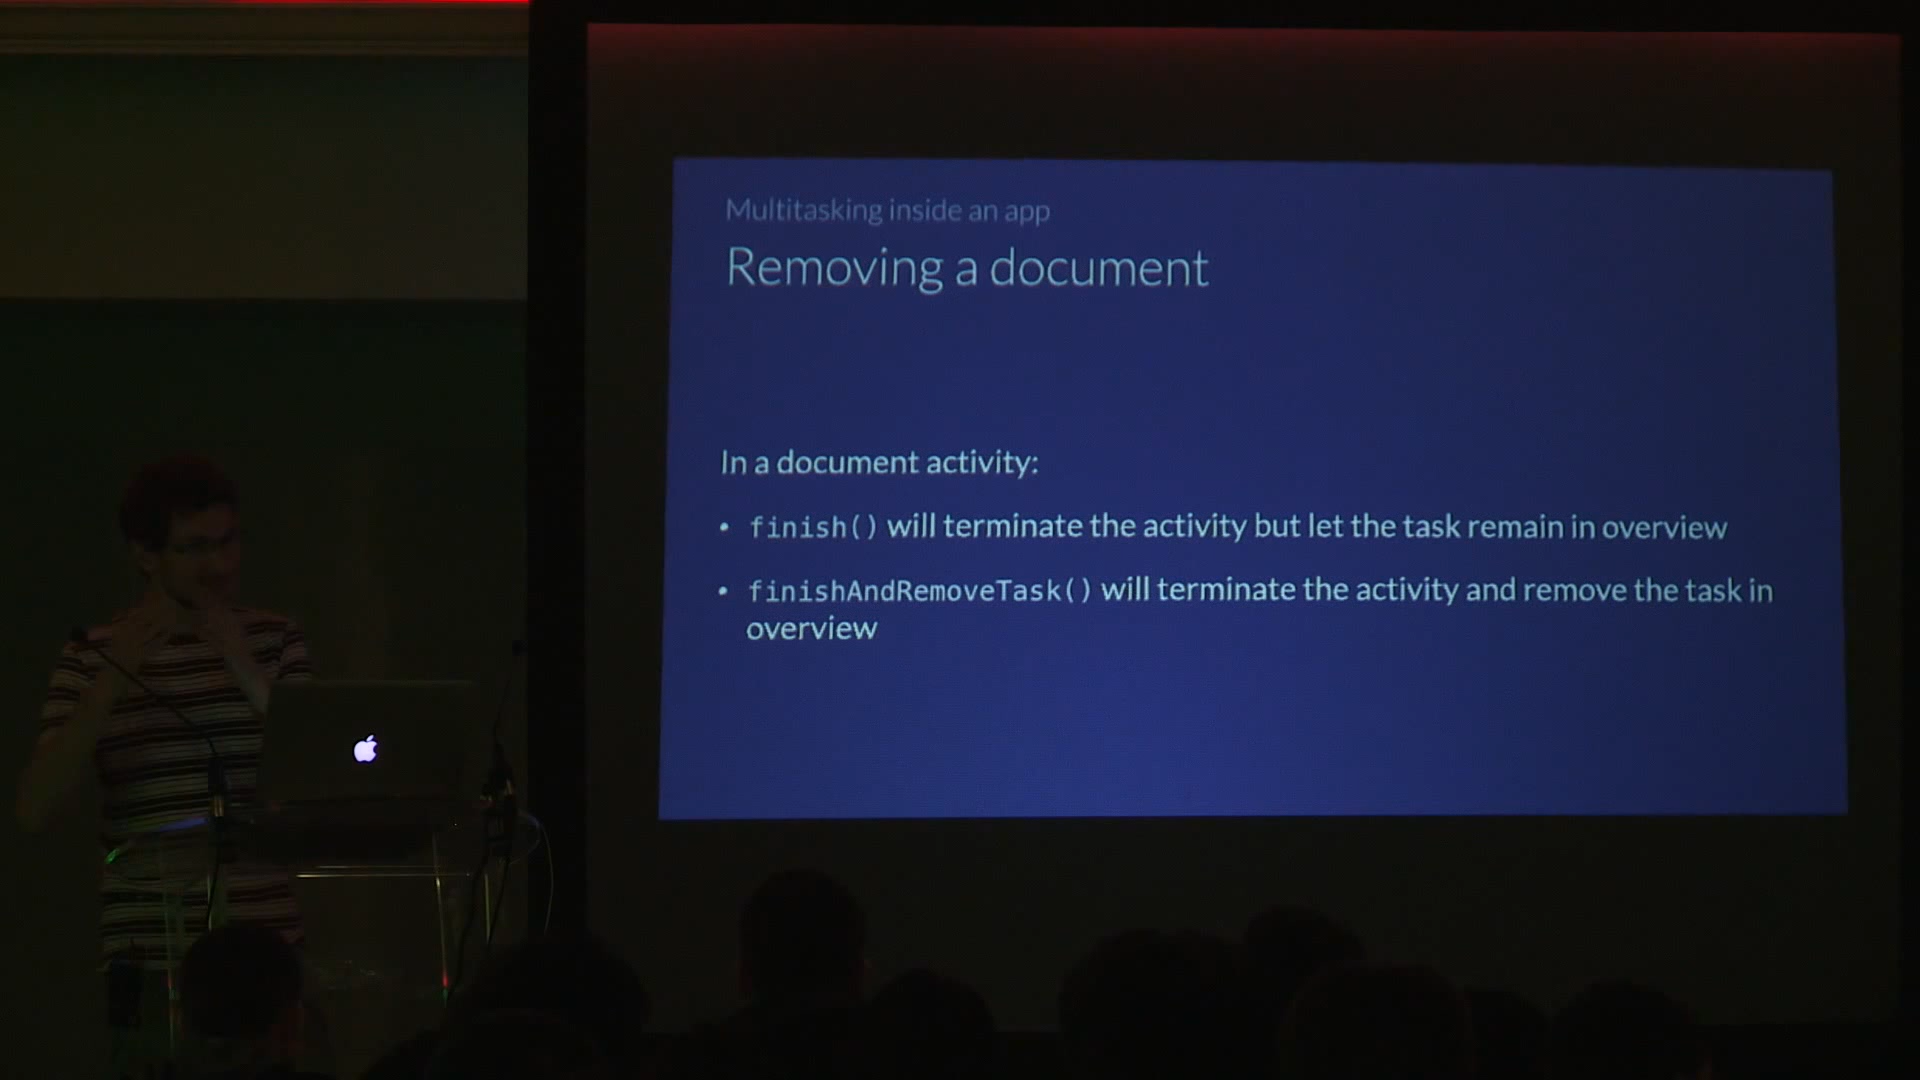 Multitasking inside an app
Removing a document
In a document activity:
• finish() will terminate the activity but let the task remain in overview
• finishAndRemoveTask() will terminate the activity and remove the task in
overview